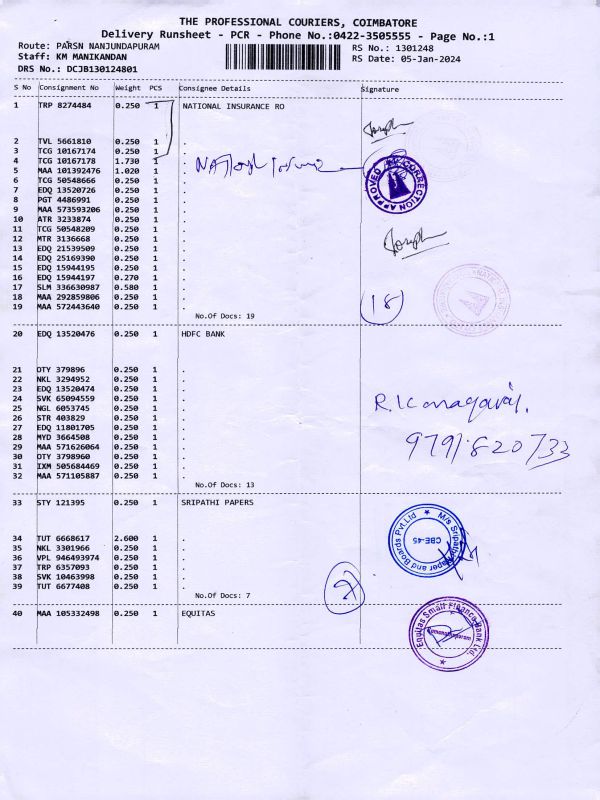 THE PROFESSIONAL COURIERS, COIMBATORE
Delivery Runsheet - PCR - Phone No.:0422-3505555 - Page No.:1
Route: PARSN NANJUNDAPURAM
RS No.: 1301248
Staff: KM MANIKANDAN
RS Date: 05-Jan-2024
DRS No.: DCJB130124801
S No Consignment No Weight PCS Consignee Details Signature
1 TRP 8274484 0.250 1 NATIONAL INSURANCE RO
Joseph
2 TVL 5661810 0.250 1 .
3 TCG 10167174 0.250 1 .
4 TCG 10167178 1.730 1 .
5 MAA 101392476 1.020 1 .
6 TCG 50548666 0.250 1 .
7 EDQ 13520726 0.250 1 .
8 PGT 4486991 0.250 1 .
9 MAA 573593206 0.250 1 .
10 ATR 3233874 0.250 1 .
11 TCG 50548209 0.250 1 .
12 MTR 3136668 0.250 1 .
13 EDQ 21539509 0.250 1 .
14 EDQ 25169390 0.250 1 .
15 EDQ 15944195 0.250 1 .
16 EDQ 15944197 0.270 1 .
17 SLM 336630987 0.580 1 .
18 MAA 292859806 0.250 1 .
19 MAA 572443640 0.250 1 .
APPROVED CORRECTION
Joseph
18
No.Of Docs: 19
20 EDQ 13520476 0.250 1 HDFC BANK
21 OTY 379896 0.250 1 .
22 NKL 3294952 0.250 1 .
23 EDQ 13520474 0.250 1 .
24 SVK 65094559 0.250 1 .
25 NGL 6053745 0.250 1 .
26 STR 403829 0.250 1 .
27 EDQ 11801705 0.250 1 .
28 MYD 3664508 0.250 1 .
29 MAA 571626064 0.250 1 .
30 OTY 3798960 0.250 1 .
31 IXM 505684469 0.250 1 .
32 MAA 571105887 0.250 1 .
R. Kanagaraj.
9791820733
No.Of Docs: 13
33 STY 121395 0.250 1 SRIPATHI PAPERS
34 TUT 6668617 2.600 1 .
35 NKL 3301966 0.250 1 .
36 VPL 946493974 0.250 1 .
37 TRP 6357093 0.250 1 .
38 SVK 10463998 0.250 1 .
39 TUT 6677408 0.250 1 .
M/s Sripathi Paper and Boards Pvt Ltd
CBE-45
No.Of Docs: 7
7
40 MAA 105332498 0.250 1 EQUITAS
Equitas Small Finance Bank Ltd.